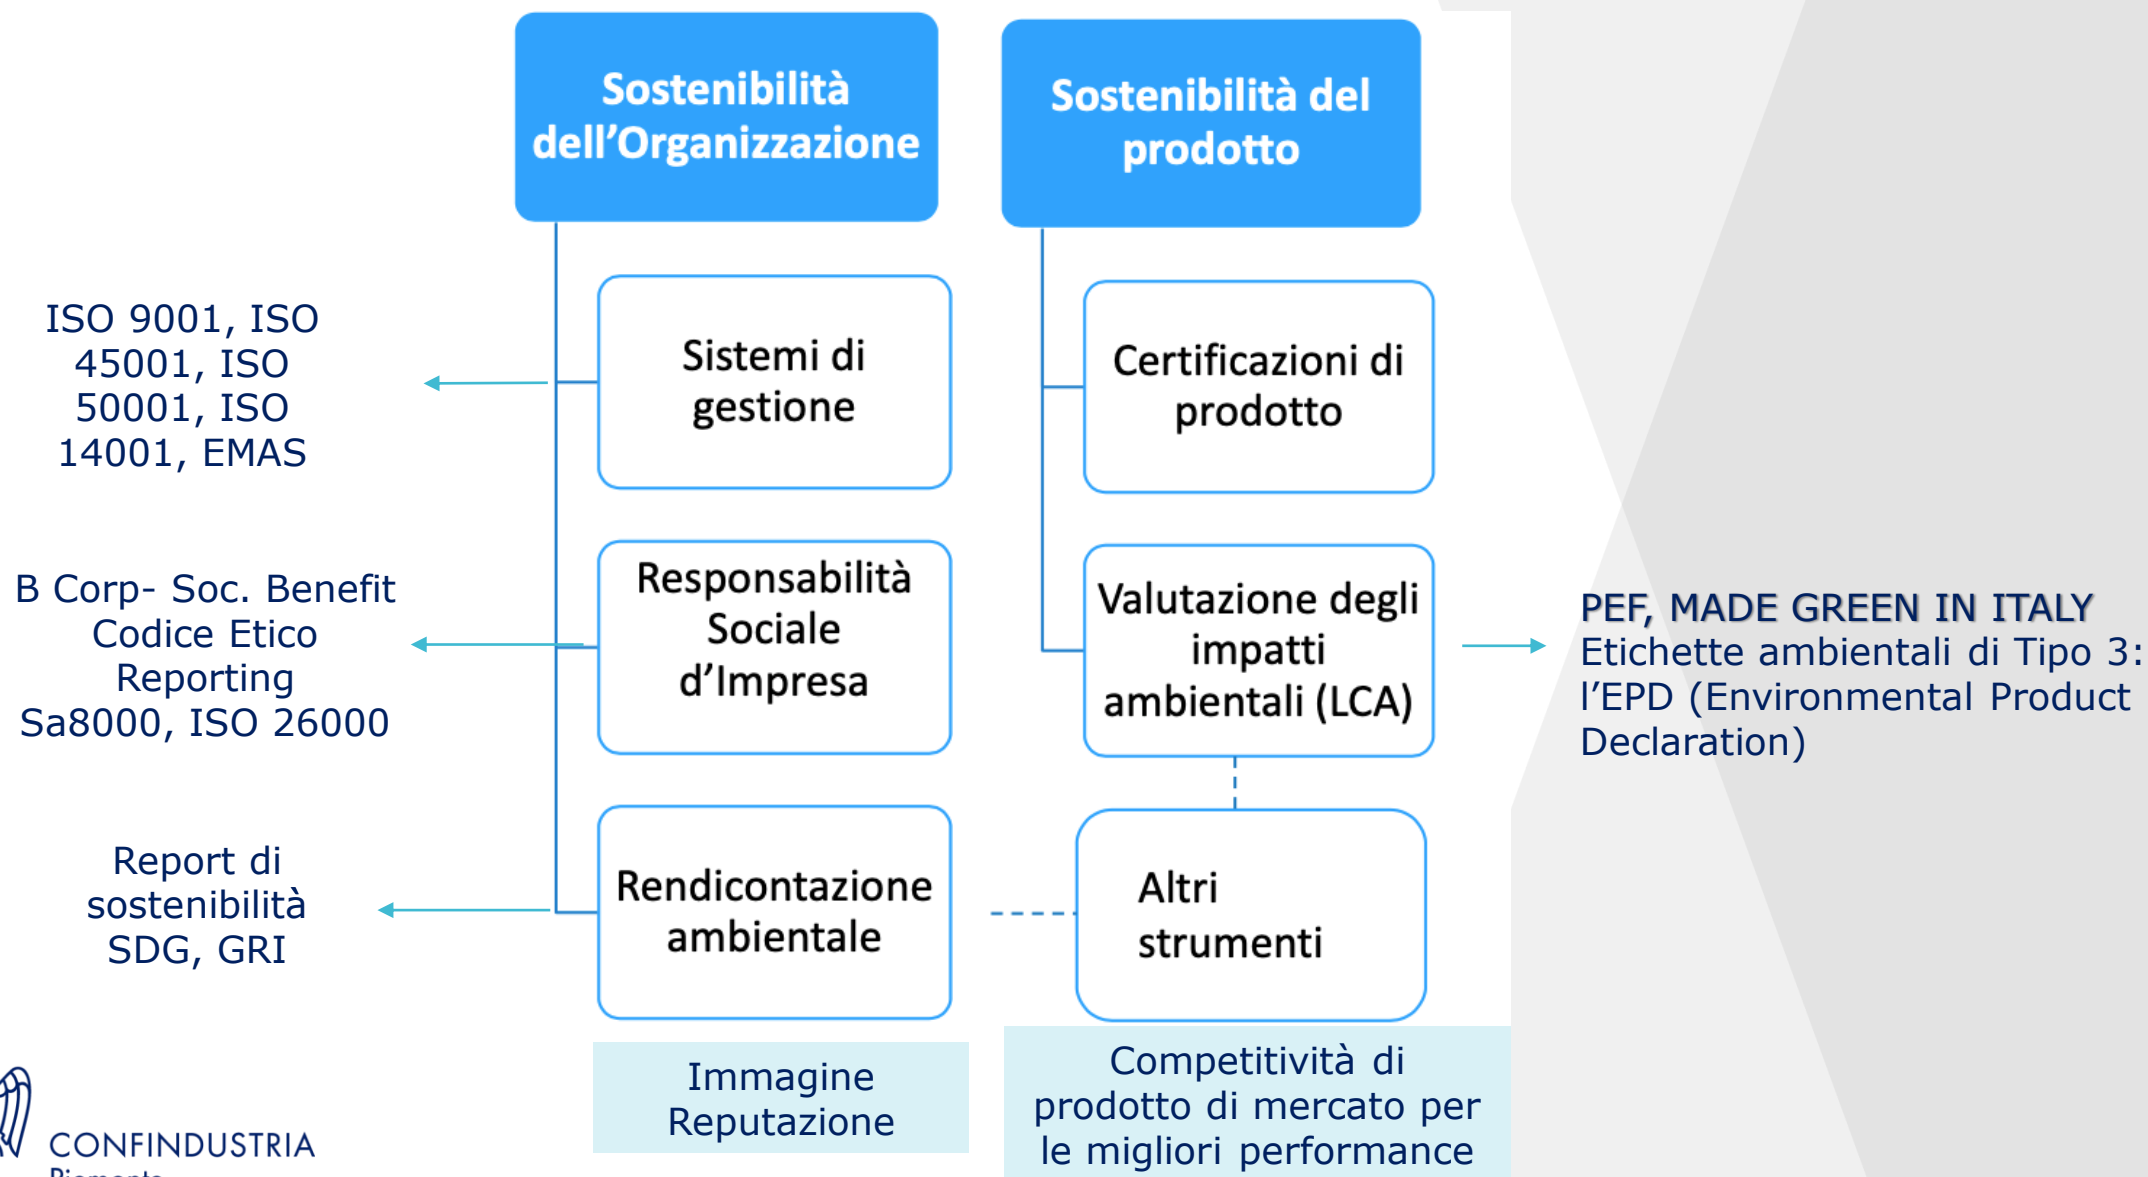 Sostenibilità
dell’Organizzazione
Sostenibilità del
prodotto
ISO 9001, ISO
45001, ISO
50001, ISO
14001, EMAS
Sistemi di
gestione
Certificazioni di
prodotto
B Corp- Soc. Benefit
Codice Etico
Reporting
Sa8000, ISO 26000
Responsabilità
Sociale
d’Impresa
Valutazione degli
impatti
ambientali (LCA)
PEF, MADE GREEN IN ITALY
Etichette ambientali di Tipo 3:
l’EPD (Environmental Product
Declaration)
Report di
sostenibilità
SDG, GRI
Rendicontazione
ambientale
Altri
strumenti
Immagine
Reputazione
Competitività di
prodotto di mercato per
le migliori performance
CONFINDUSTRIA
Piemonte